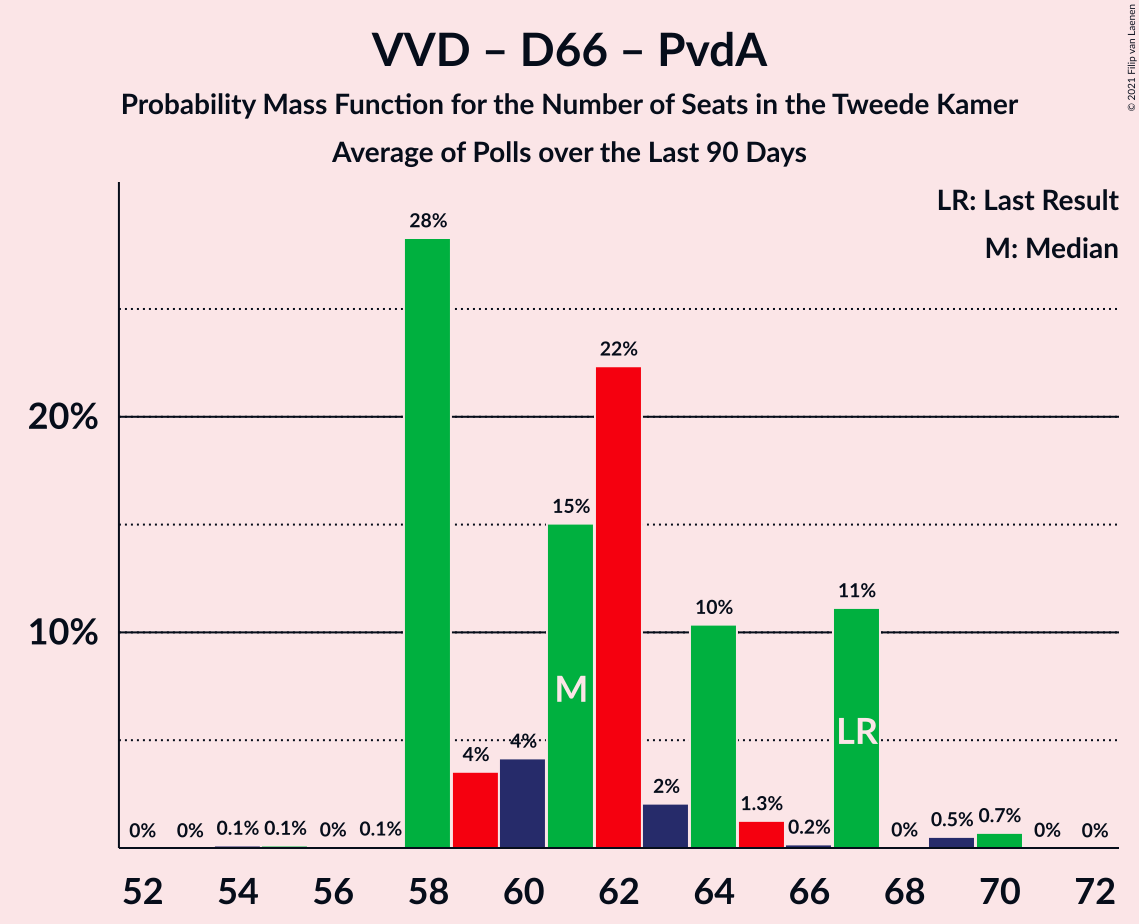 VVD – D66 – PvdA
Probability Mass Function for the Number of Seats in the Tweede Kamer
Average of Polls over the Last 90 Days
© 2021 Filip van Laenen
LR: Last Result
M: Median
28%
22%
20%
15%
11%
10%
10%
M
LR
4%
4%
2%
1.3%
0% 0% 0.1% 0.1% 0% 0.1% 0.2% 0% 0.5% 0.7% 0% 0%
52 54 56 58 60 62 64 66 68 70 72